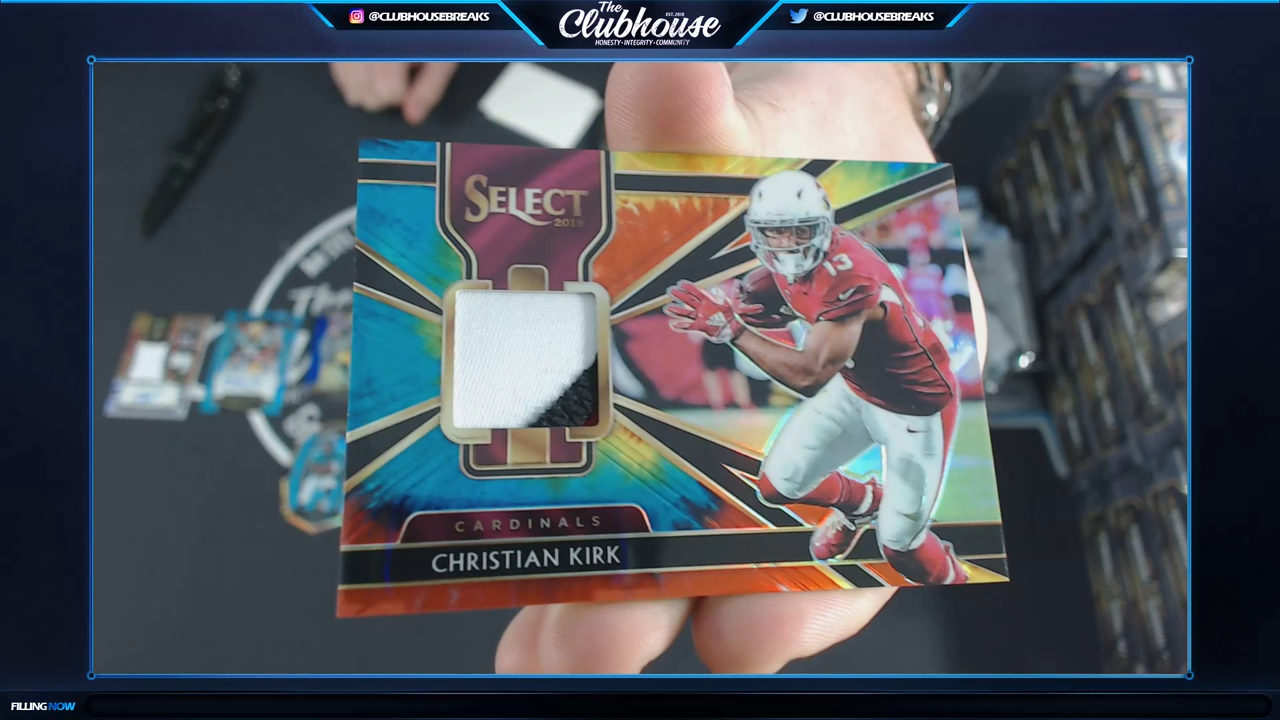 @CLUBHOUSEBREAKS
The
Clubhouse
EST. 2018
HONESTY • INTEGRITY • COMMUNITY
@CLUBHOUSEBREAKS
SELECT
2018
13
CARDINALS
CHRISTIAN KIRK
FILLING NOW